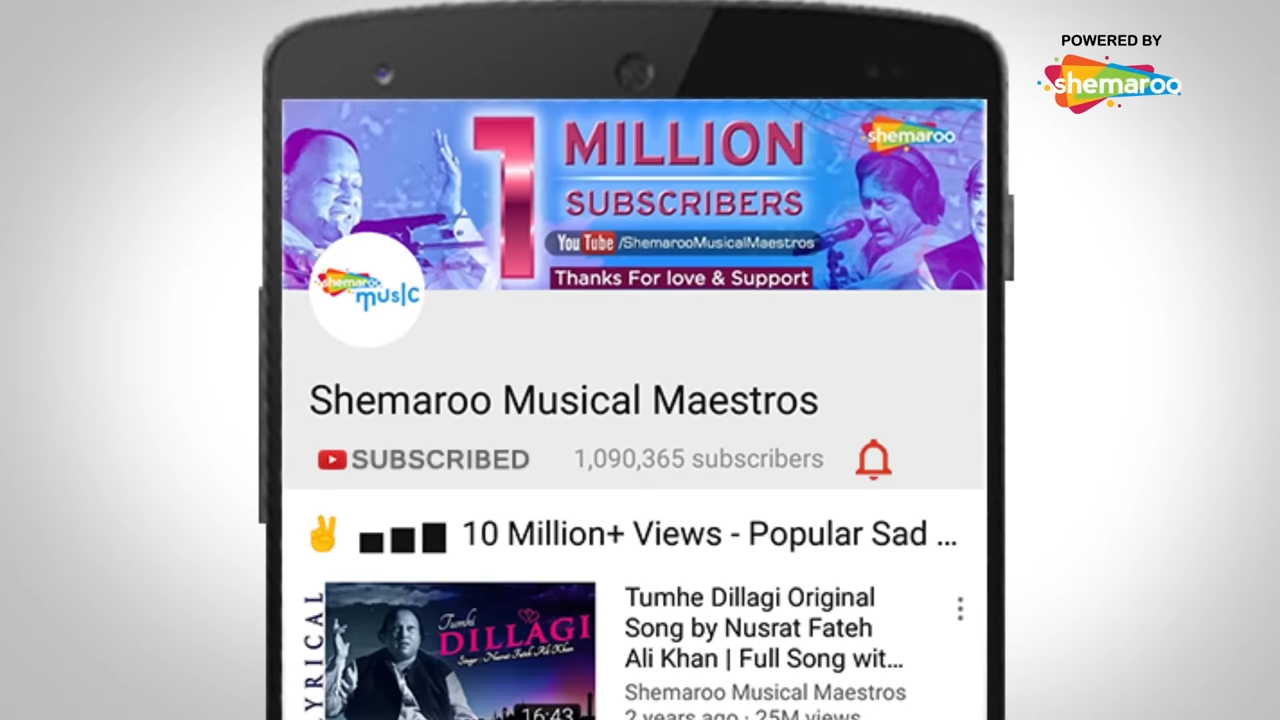 POWERED BY
shemaroo
1 MILLION
SUBSCRIBERS
shemaroo
YouTube /ShemarooMusicalMaestros
Thanks For love & Support
shemaroo
music
Shemaroo Musical Maestros
SUBSCRIBED 1,090,365 subscribers
✌ 10 Million+ Views - Popular Sad ...
LYRICAL
Tumhe
DILLAGI
Singer : Nusrat Fateh Ali Khan
16:43
Tumhe Dillagi Original
Song by Nusrat Fateh
Ali Khan | Full Song wit...
Shemaroo Musical Maestros
2 years ago · 25M views